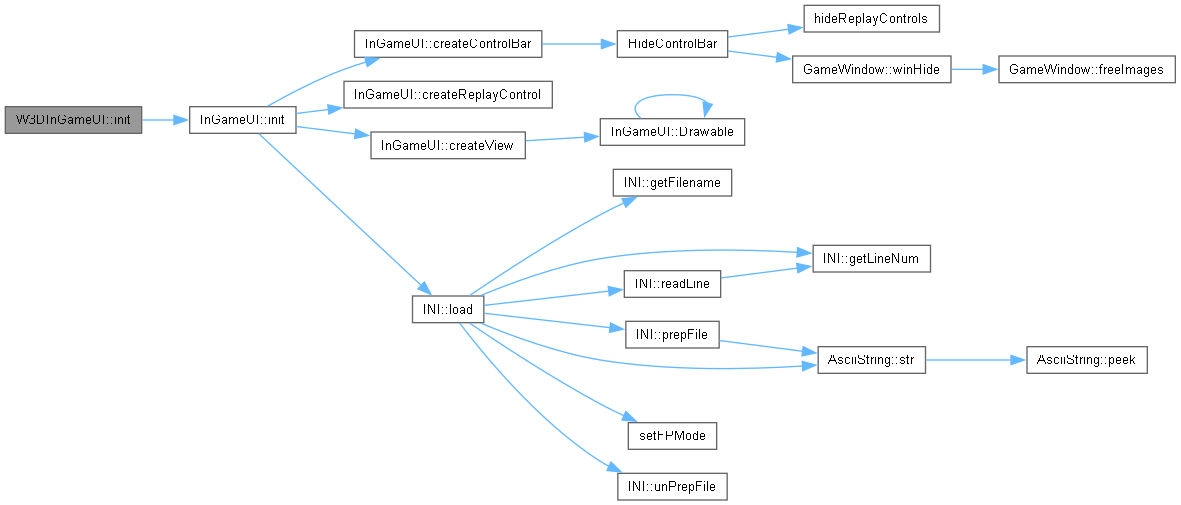 hideReplayControls
InGameUI::createControlBar
HideControlBar
GameWindow::winHide
GameWindow::freeImages
InGameUI::createReplayControl
W3DInGameUI::init
InGameUI::init
InGameUI::Drawable
InGameUI::createView
INI::getFilename
INI::getLineNum
INI::readLine
INI::load
INI::prepFile
AsciiString::str
AsciiString::peek
setFPMode
INI::unPrepFile